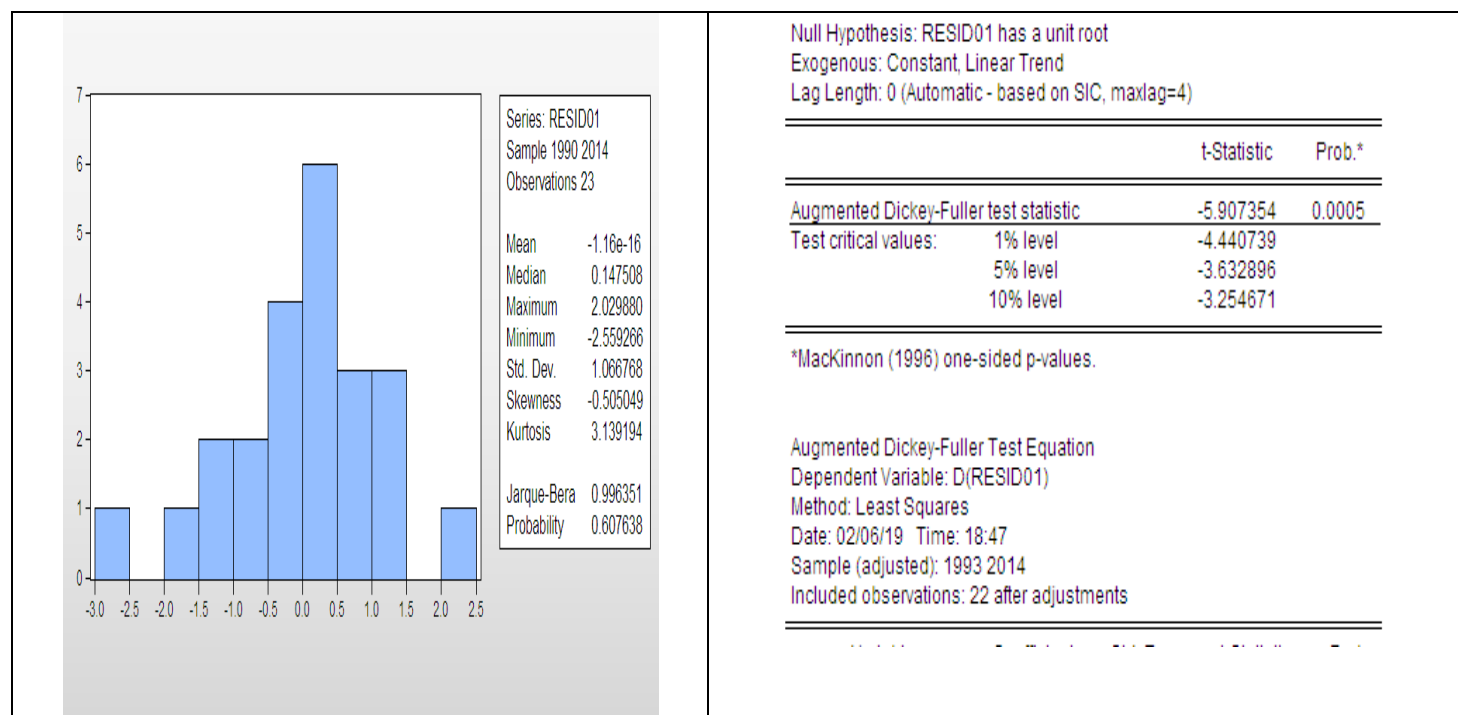 7
6
5
4
3
2
1
0
-3.0 -2.5 -2.0 -1.5 -1.0 -0.5 0.0 0.5 1.0 1.5 2.0 2.5
Series: RESID01
Sample 1990 2014
Observations 23
Mean -1.16e-16
Median 0.147508
Maximum 2.029880
Minimum -2.559266
Std. Dev. 1.066768
Skewness -0.505049
Kurtosis 3.139194
Jarque-Bera 0.996351
Probability 0.607638
Null Hypothesis: RESID01 has a unit root
Exogenous: Constant, Linear Trend
Lag Length: 0 (Automatic - based on SIC, maxlag=4)
t-Statistic Prob.*
Augmented Dickey-Fuller test statistic -5.907354 0.0005
Test critical values: 1% level -4.440739
5% level -3.632896
10% level -3.254671
*MacKinnon (1996) one-sided p-values.
Augmented Dickey-Fuller Test Equation
Dependent Variable: D(RESID01)
Method: Least Squares
Date: 02/06/19 Time: 18:47
Sample (adjusted): 1993 2014
Included observations: 22 after adjustments